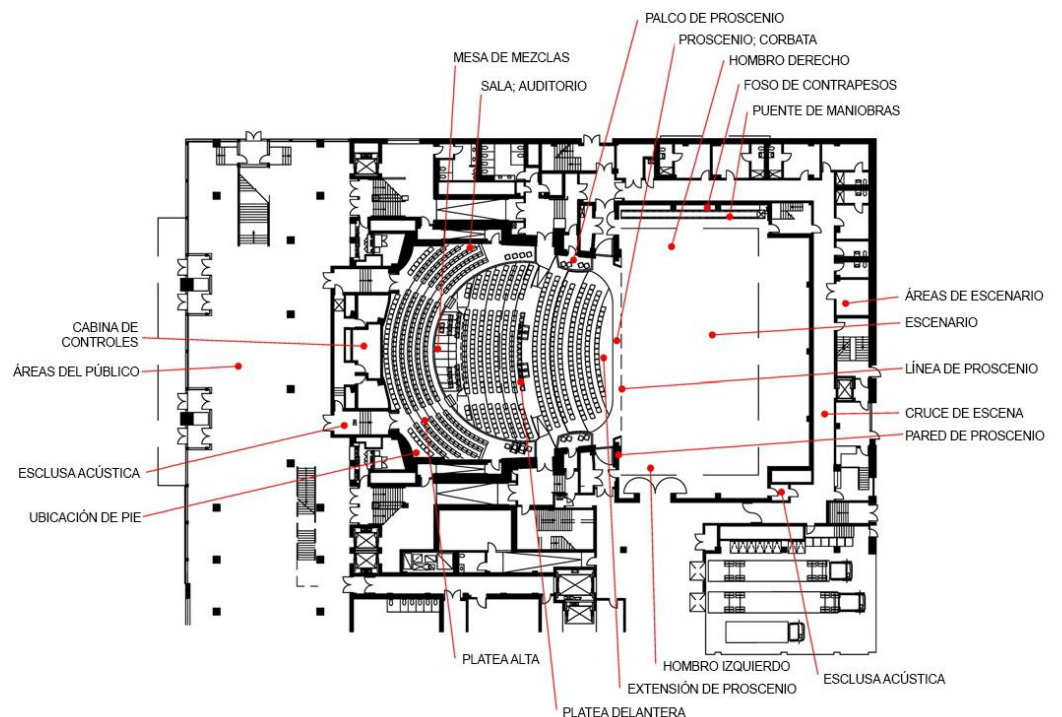 PALCO DE PROSCENIO
PROSCENIO; CORBATA
MESA DE MEZCLAS
HOMBRO DERECHO
SALA; AUDITORIO
FOSO DE CONTRAPESOS
PUENTE DE MANIOBRAS
ÁREAS DE ESCENARIO
CABINA DE
CONTROLES
ESCENARIO
ÁREAS DEL PÚBLICO
LÍNEA DE PROSCENIO
CRUCE DE ESCENA
PARED DE PROSCENIO
ESCLUSA ACÚSTICA
UBICACIÓN DE PIE
PLATEA ALTA
HOMBRO IZQUIERDO
ESCLUSA ACÚSTICA
EXTENSIÓN DE PROSCENIO
PLATEA DELANTERA